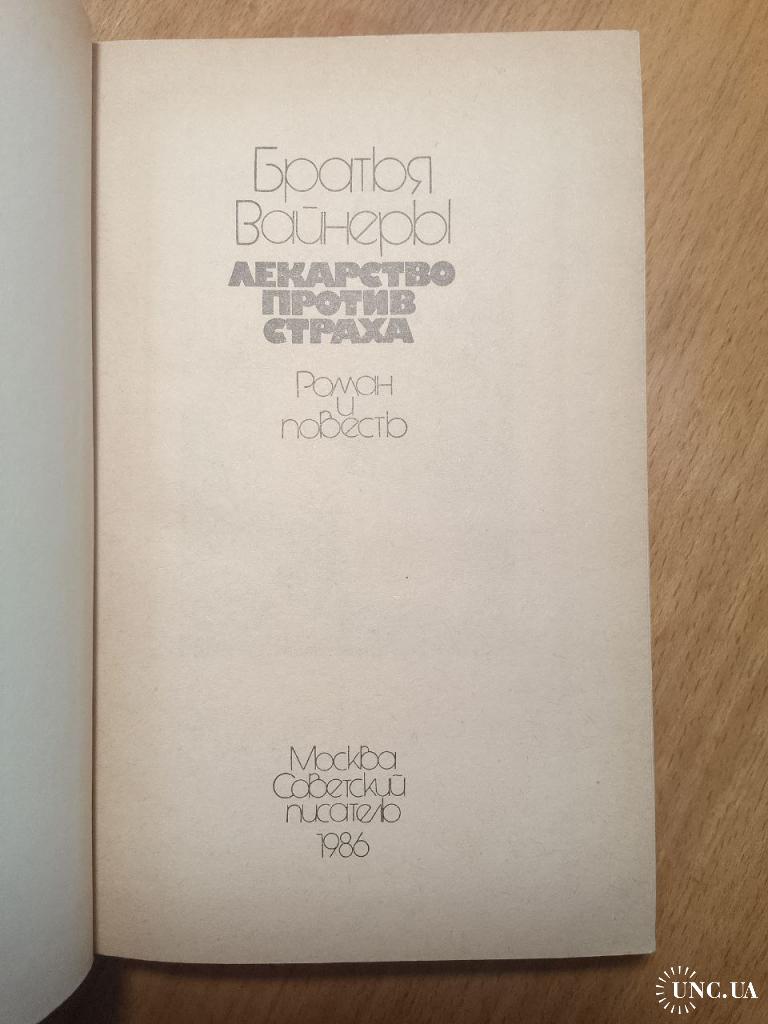 Братья
Вайнеры
ЛЕКАРСТВО
ПРОТИВ
СТРАХА
Роман
и
повесть
Москва
Советский
писатель
1986
UNC.UA